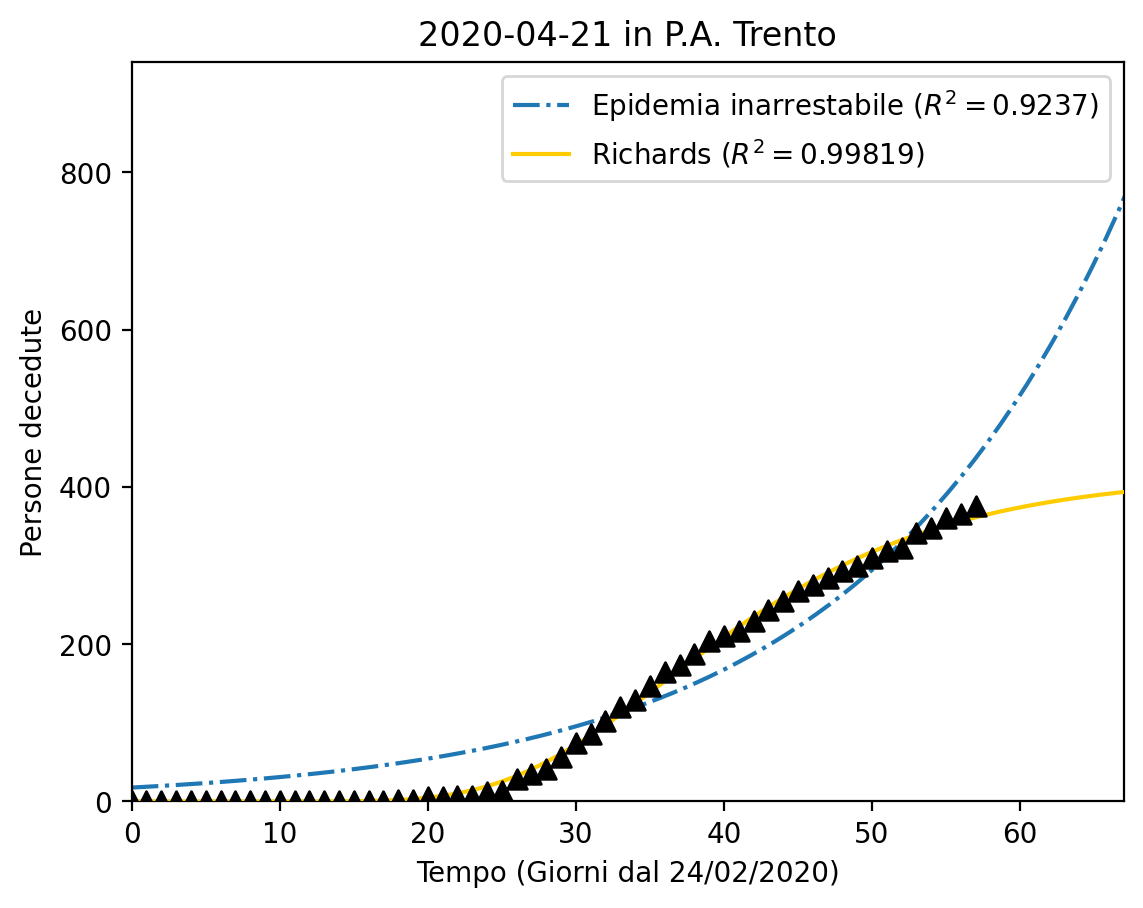 2020-04-21 in P.A. Trento
Epidemia inarrestabile (R² = 0.9237)
Richards (R² = 0.99819)
Persone decedute
800
600
400
200
0
0 10 20 30 40 50 60
Tempo (Giorni dal 24/02/2020)